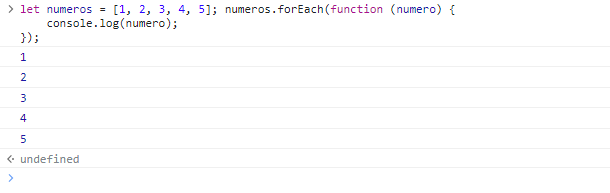 let numeros = [1, 2, 3, 4, 5]; numeros.forEach(function (numero) {
    console.log(numero);
});
1
2
3
4
5
undefined